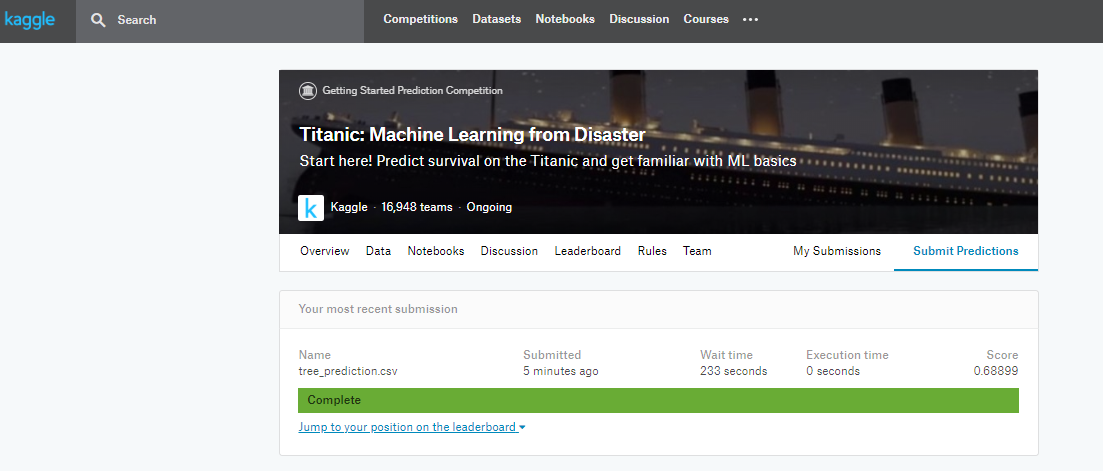 kaggle Search Competitions Datasets Notebooks Discussion Courses
Getting Started Prediction Competition
Titanic: Machine Learning from Disaster
Start here! Predict survival on the Titanic and get familiar with ML basics
k Kaggle · 16,948 teams · Ongoing
Overview Data Notebooks Discussion Leaderboard Rules Team My Submissions Submit Predictions
Your most recent submission
Name Submitted Wait time Execution time Score
tree_prediction.csv 5 minutes ago 233 seconds 0 seconds 0.68899
Complete
Jump to your position on the leaderboard